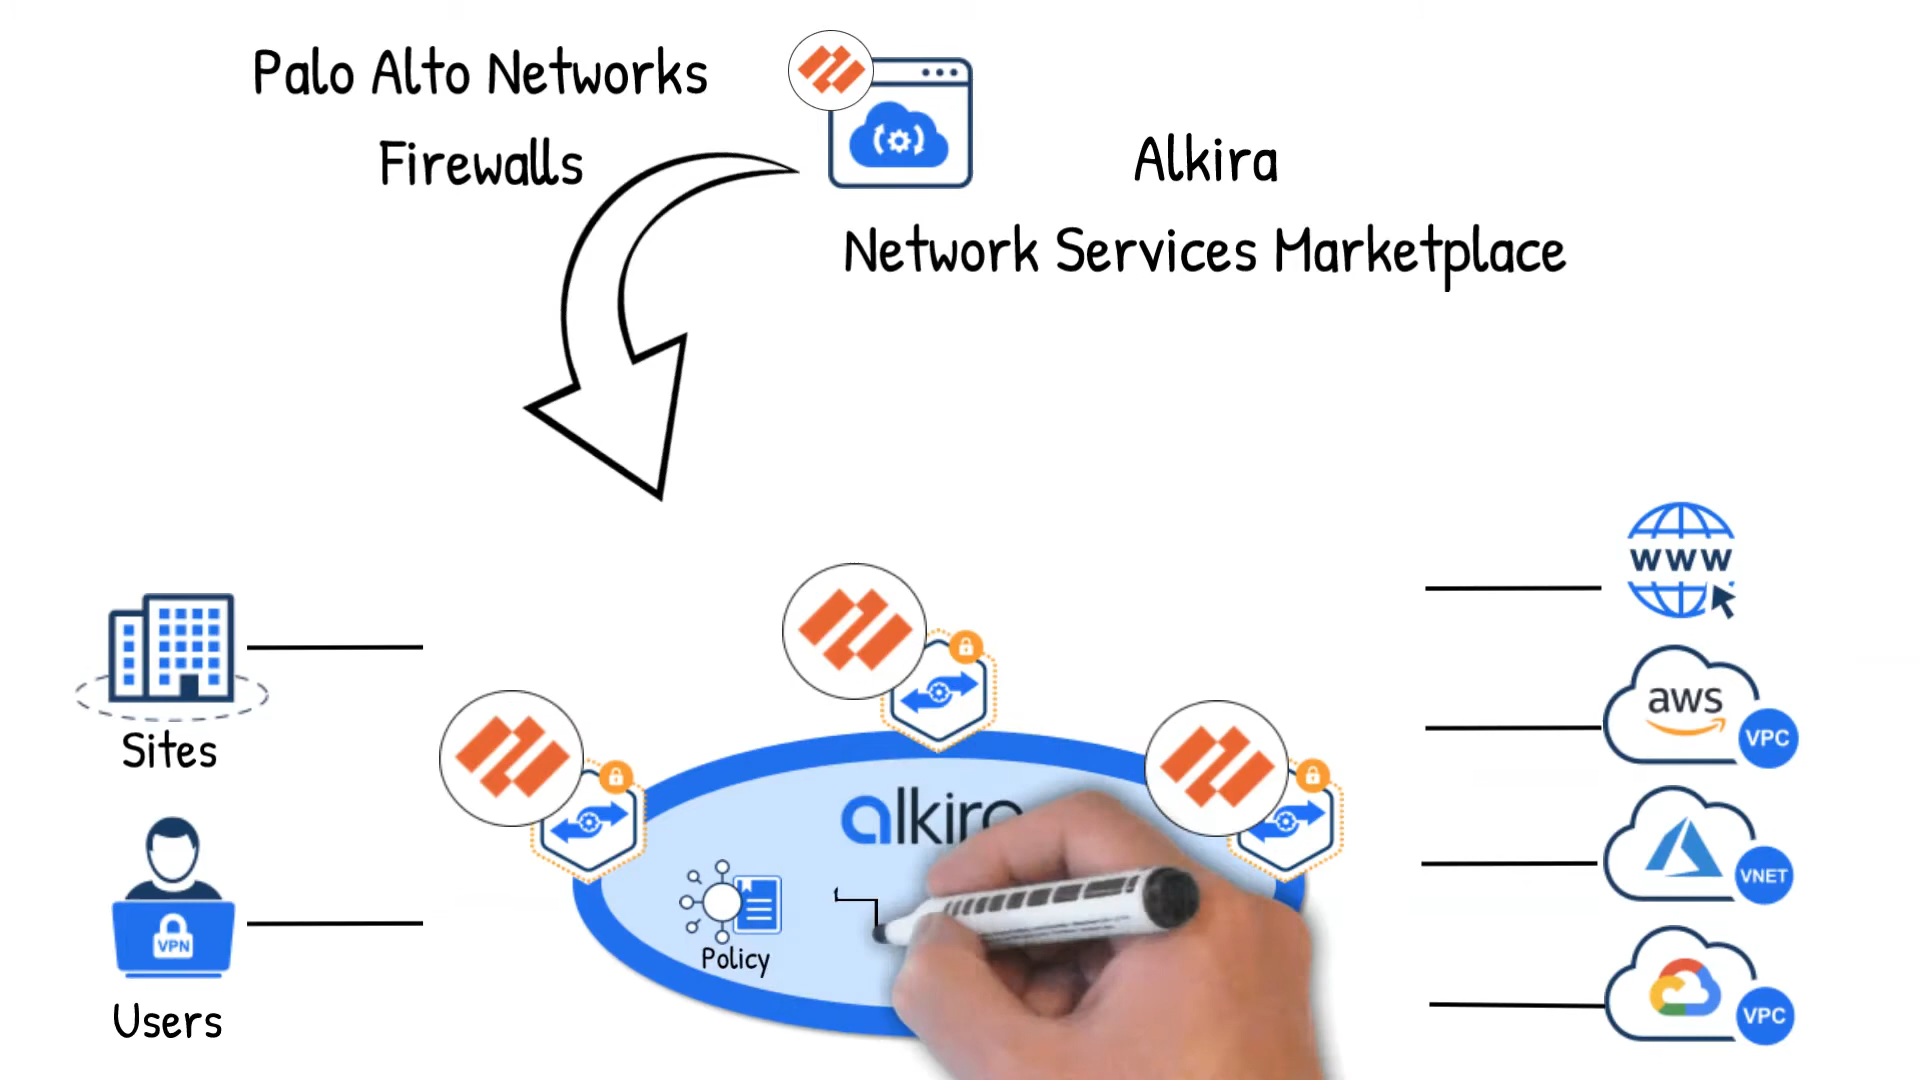 Palo Alto Networks
Firewalls
Alkira
Network Services Marketplace
www
aws
VPC
Sites
VNET
Policy
VPN
VPC
Users